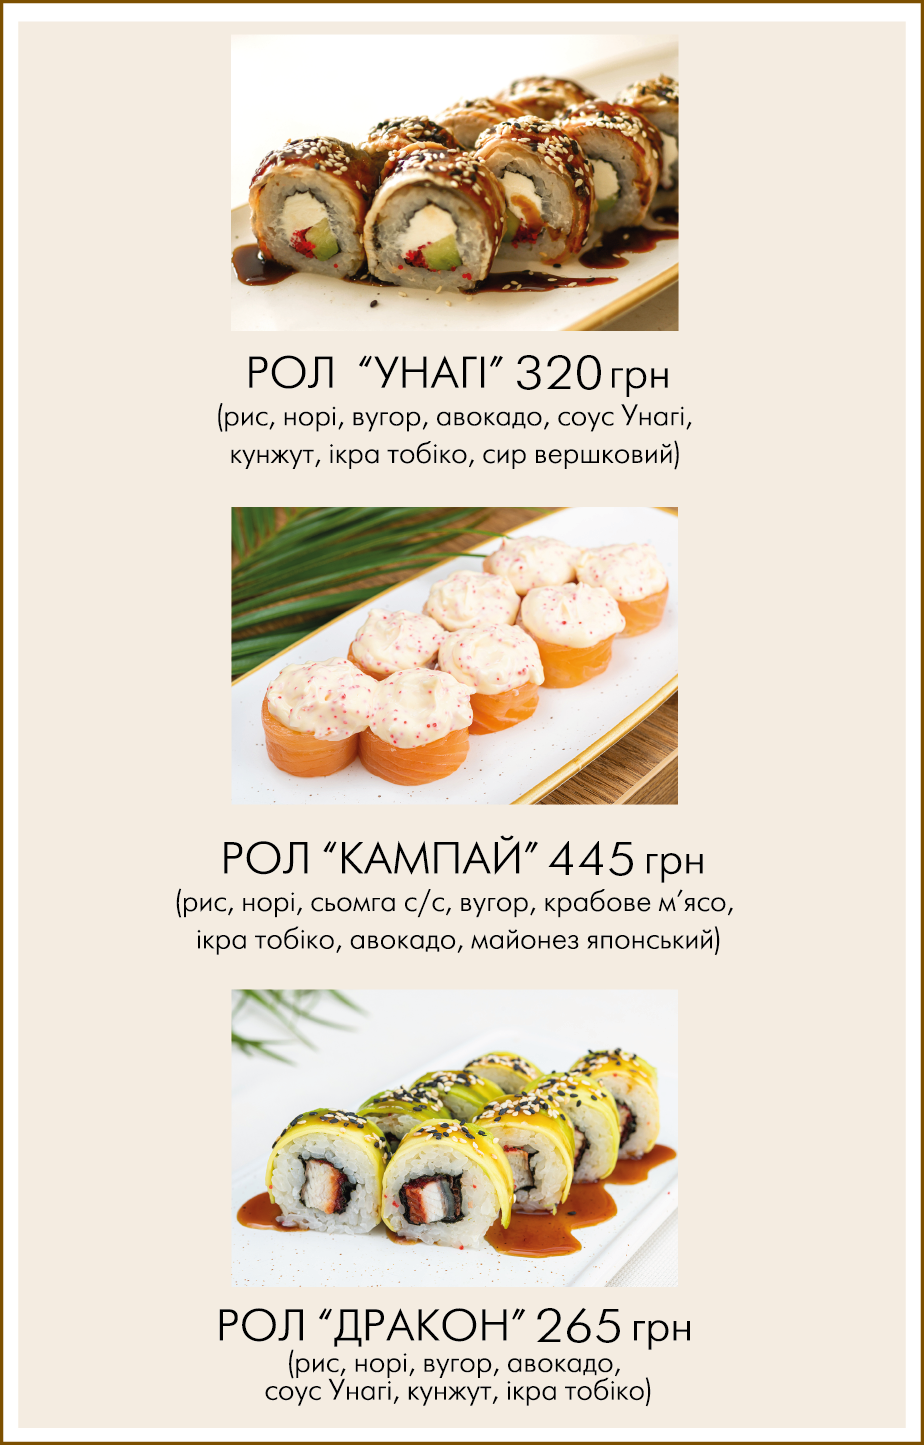 РОЛ “УНАГІ” 320 грн
(рис, норі, вугор, авокадо, соус Унагі,
кунжут, ікра тобіко, сир вершковий)
РОЛ “КАМПАЙ” 445 грн
(рис, норі, сьомга с/с, вугор, крабове м’ясо,
ікра тобіко, авокадо, майонез японський)
РОЛ “ДРАКОН” 265 грн
(рис, норі, вугор, авокадо,
соус Унагі, кунжут, ікра тобіко)